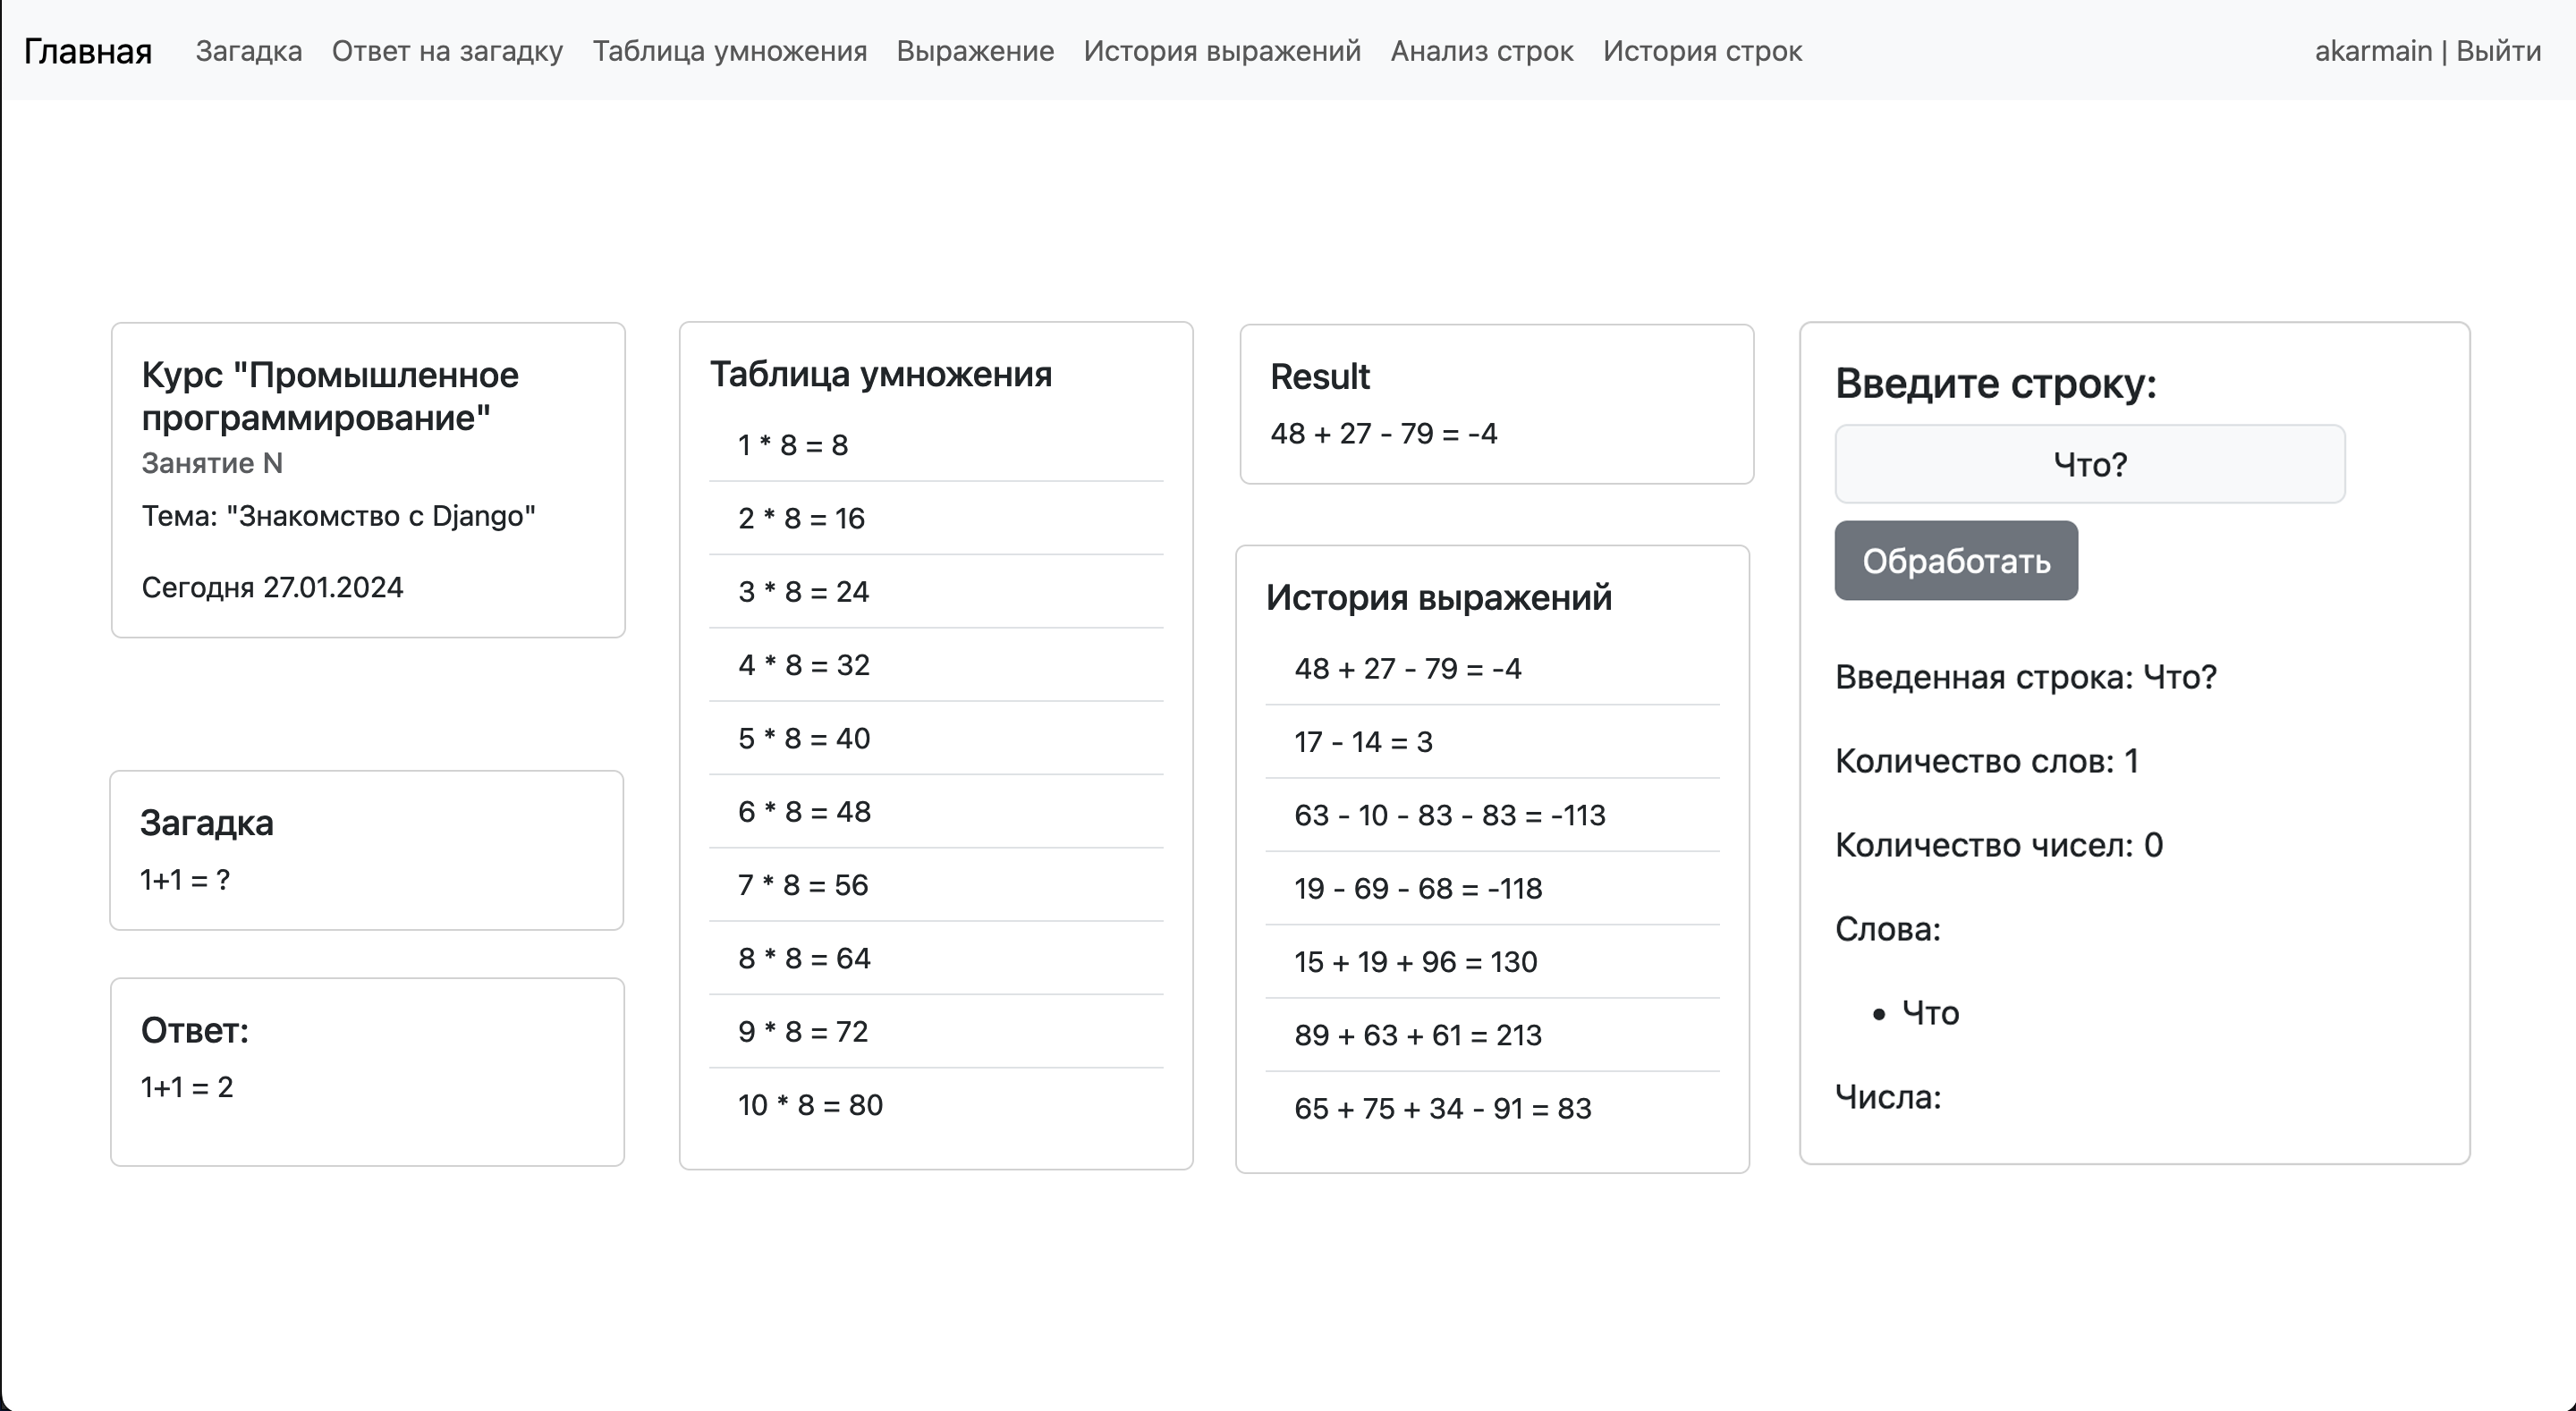 Главная Загадка Ответ на загадку Таблица умножения Выражение История выражений Анализ строк История строк akarmain | Выйти
Курс "Промышленное
программирование"
Занятие N
Тема: "Знакомство с Django"
Сегодня 27.01.2024
Загадка
1+1 = ?
Ответ:
1+1 = 2
Таблица умножения
1 * 8 = 8
2 * 8 = 16
3 * 8 = 24
4 * 8 = 32
5 * 8 = 40
6 * 8 = 48
7 * 8 = 56
8 * 8 = 64
9 * 8 = 72
10 * 8 = 80
Result
48 + 27 - 79 = -4
История выражений
48 + 27 - 79 = -4
17 - 14 = 3
63 - 10 - 83 - 83 = -113
19 - 69 - 68 = -118
15 + 19 + 96 = 130
89 + 63 + 61 = 213
65 + 75 + 34 - 91 = 83
Введите строку:
Что?
Обработать
Введенная строка: Что?
Количество слов: 1
Количество чисел: 0
Слова:
• Что
Числа: